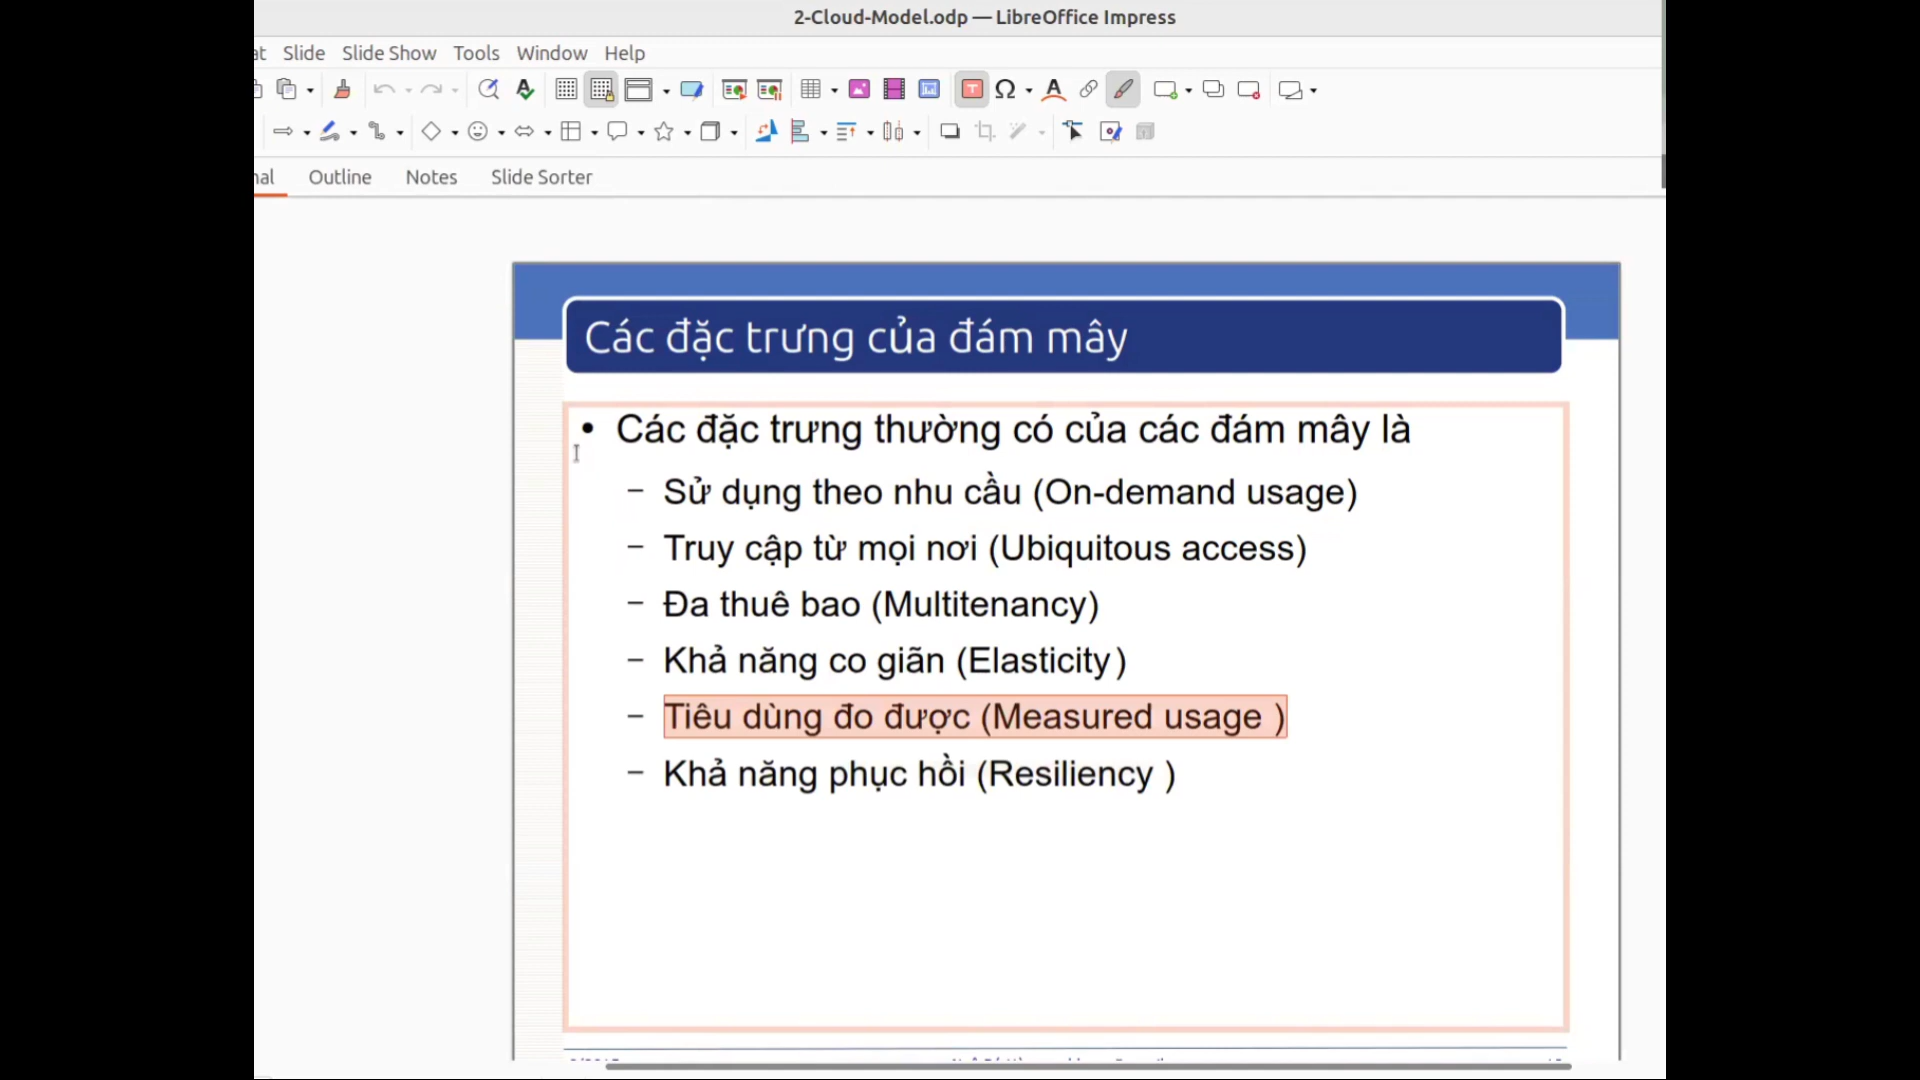 2-Cloud-Model.odp — LibreOffice Impress
Slide Slide Show Tools Window Help
Outline Notes Slide Sorter
Các đặc trưng của đám mây
• Các đặc trưng thường có của các đám mây là
– Sử dụng theo nhu cầu (On-demand usage)
– Truy cập từ mọi nơi (Ubiquitous access)
– Đa thuê bao (Multitenancy)
– Khả năng co giãn (Elasticity)
– Tiêu dùng đo được (Measured usage )
– Khả năng phục hồi (Resiliency )